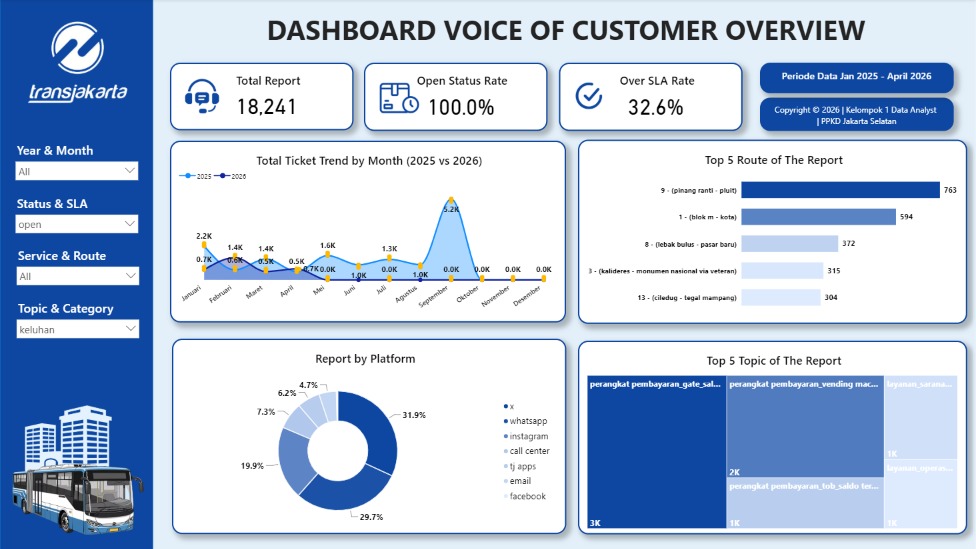 DASHBOARD VOICE OF CUSTOMER OVERVIEW
transjakarta
Total Report
18,241
Open Status Rate
100.0%
Over SLA Rate
32.6%
Periode Data Jan 2025 - April 2026
Copyright © 2026 | Kelompok 1 Data Analyst
| PPKD Jakarta Selatan
Year & Month
All
Status & SLA
open
Service & Route
All
Topic & Category
keluhan
Total Ticket Trend by Month (2025 vs 2026)
2025 2026
2.2K
0.7K
1.4K
0.6K
1.4K
0.5K
0.5K
0.7K
1.6K
0.0K
1.0K
1.3K
0.0K
1.0K
5.2K
0.0K
0.0K
0.0K
0.0K
Januari
Februari
Maret
April
Mei
Juni
Juli
Agustus
September
Oktober
November
Desember
Top 5 Route of The Report
9 - (pinang ranti - pluit) 763
1 - (blok m - kota) 594
8 - (lebak bulus - pasar baru) 372
3 - (kalideres - monumen nasional via veteran) 315
13 - (ciledug - tegal mampang) 304
Report by Platform
4.7%
6.2%
7.3%
19.9%
29.7%
31.9%
x
whatsapp
instagram
call center
tj apps
email
facebook
Top 5 Topic of The Report
perangkat pembayaran_gate_sal...
3K
perangkat pembayaran_vending mac...
2K
perangkat pembayaran_tob_saldo ter...
1K
layanan_sarana...
1K
layanan_operas...
1K